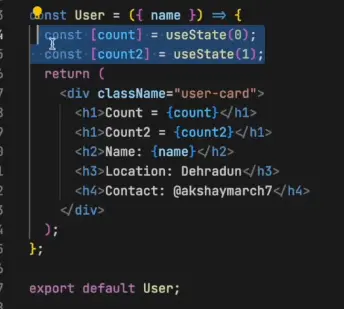 const User = ({ name }) => {
const [count] = useState(0);
const [count2] = useState(1);
return (
<div className="user-card">
<h1>Count = {count}</h1>
<h1>Count2 = {count2}</h1>
<h2>Name: {name}</h2>
<h3>Location: Dehradun</h3>
<h4>Contact: @akshaymarch7</h4>
</div>
);
};
export default User;